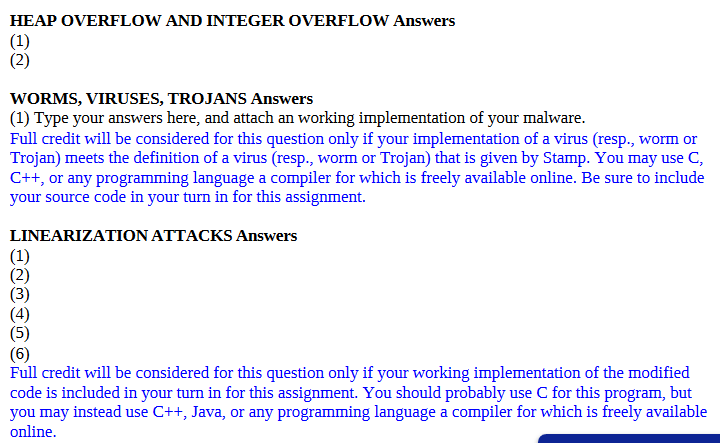 HEAP OVERFLOW AND INTEGER OVERFLOW Answers
(1)
(2)
WORMS, VIRUSES, TROJANS Answers
(1) Type your answers here, and attach an working implementation of your malware.
Full credit will be considered for this question only if your implementation of a virus (resp., worm or
Trojan) meets the definition of a virus (resp., worm or Trojan) that is given by Stamp. You may use C,
C++, or any programming language a compiler for which is freely available online. Be sure to include
your source code in your turn in for this assignment.
LINEARIZATION ATTACKS Answers
(1)
(2)
(3)
(4)
(5)
(6)
Full credit will be considered for this question only if your working implementation of the modified
code is included in your turn in for this assignment. You should probably use C for this program, but
you may instead use C++, Java, or any programming language a compiler for which is freely available
online.